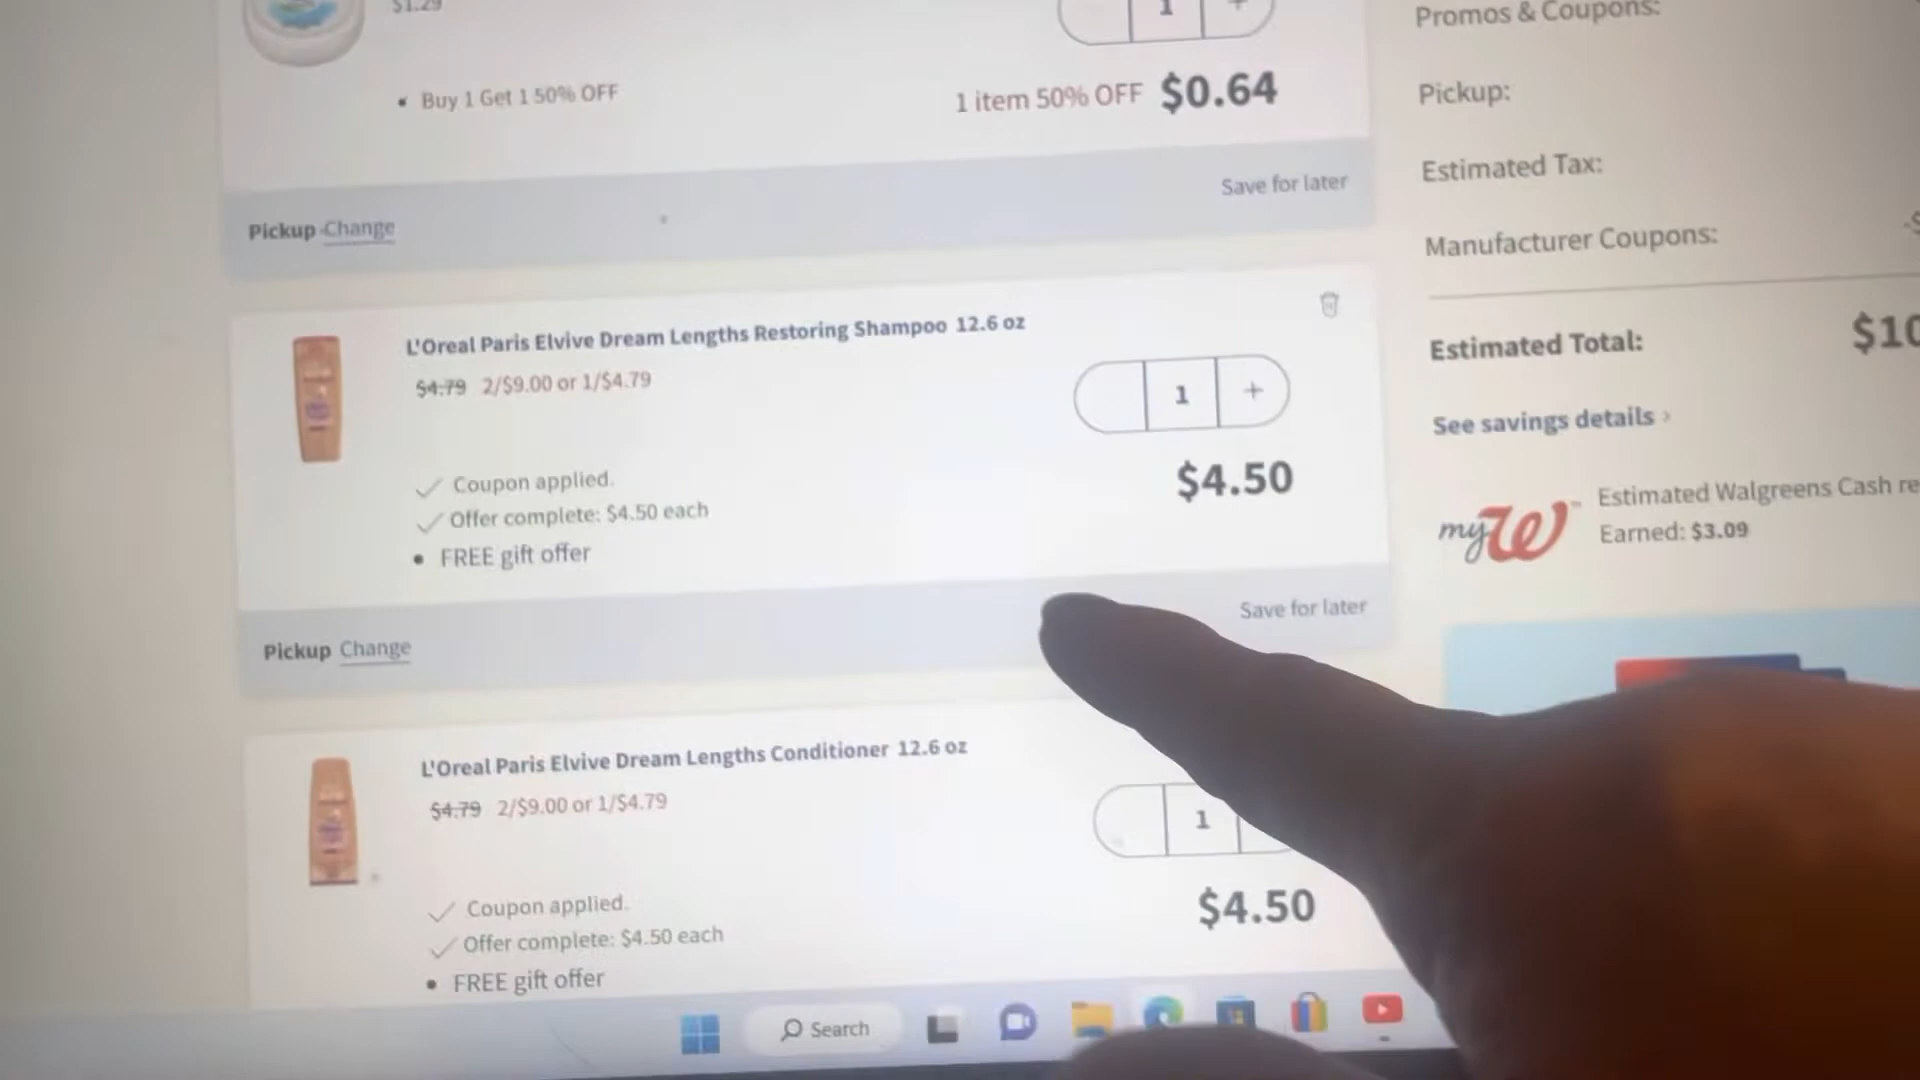 $1.29
1
+
Buy 1 Get 1 50% OFF
1 item 50% OFF $0.64
Pickup Change
Save for later
L'Oreal Paris Elvive Dream Lengths Restoring Shampoo 12.6 oz
$4.79 2/$9.00 or 1/$4.79
1 +
$4.50
Coupon applied.
Offer complete: $4.50 each
FREE gift offer
Pickup Change
Save for later
L'Oreal Paris Elvive Dream Lengths Conditioner 12.6 oz
$4.79 2/$9.00 or 1/$4.79
1
$4.50
Coupon applied.
Offer complete: $4.50 each
FREE gift offer
Promos & Coupons:
Pickup:
Estimated Tax:
Manufacturer Coupons: -$
Estimated Total: $10
See savings details ›
myW™
Estimated Walgreens Cash re
Earned: $3.09
Search